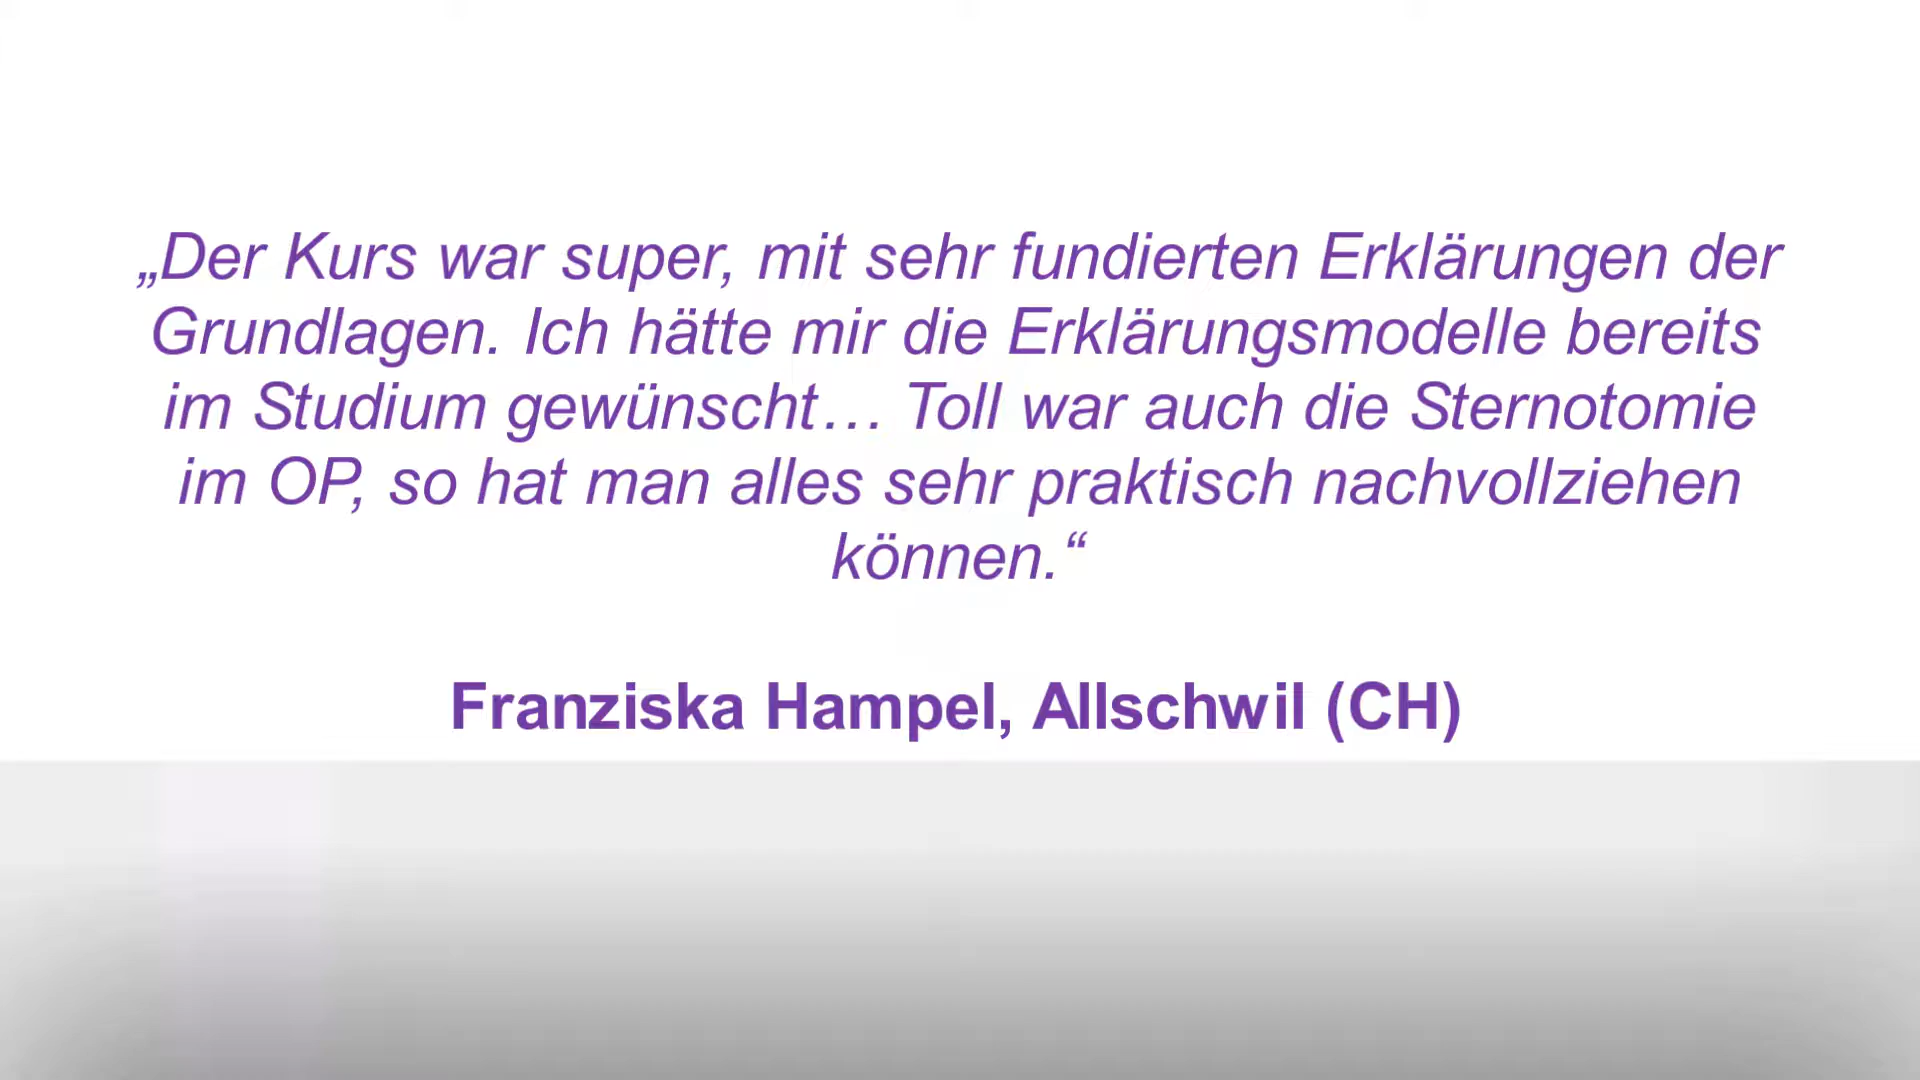 „Der Kurs war super, mit sehr fundierten Erklärungen der
Grundlagen. Ich hätte mir die Erklärungsmodelle bereits
im Studium gewünscht… Toll war auch die Sternotomie
im OP, so hat man alles sehr praktisch nachvollziehen
können.“
Franziska Hampel, Allschwil (CH)